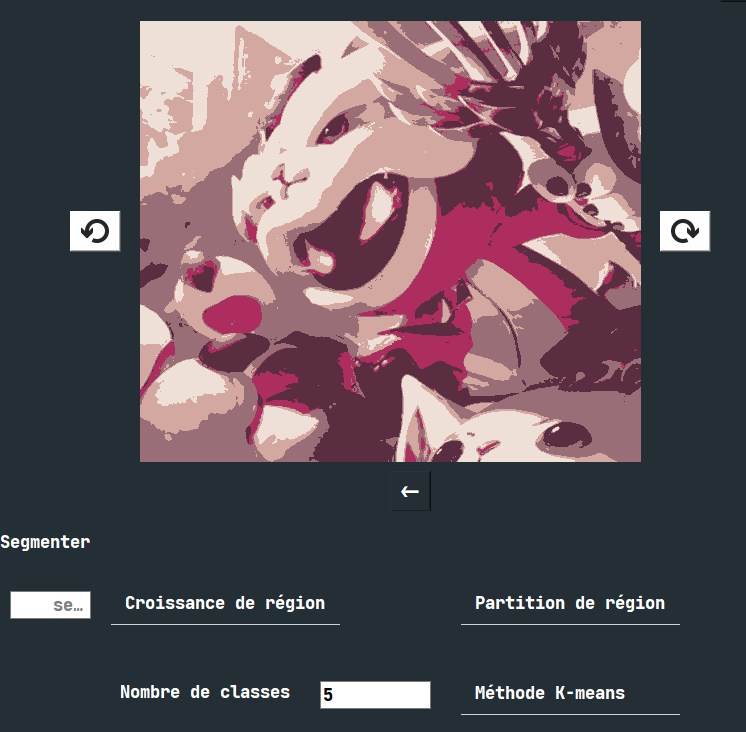 Segmenter
se…
Croissance de région
Partition de région
Nombre de classes
5
Méthode K-means